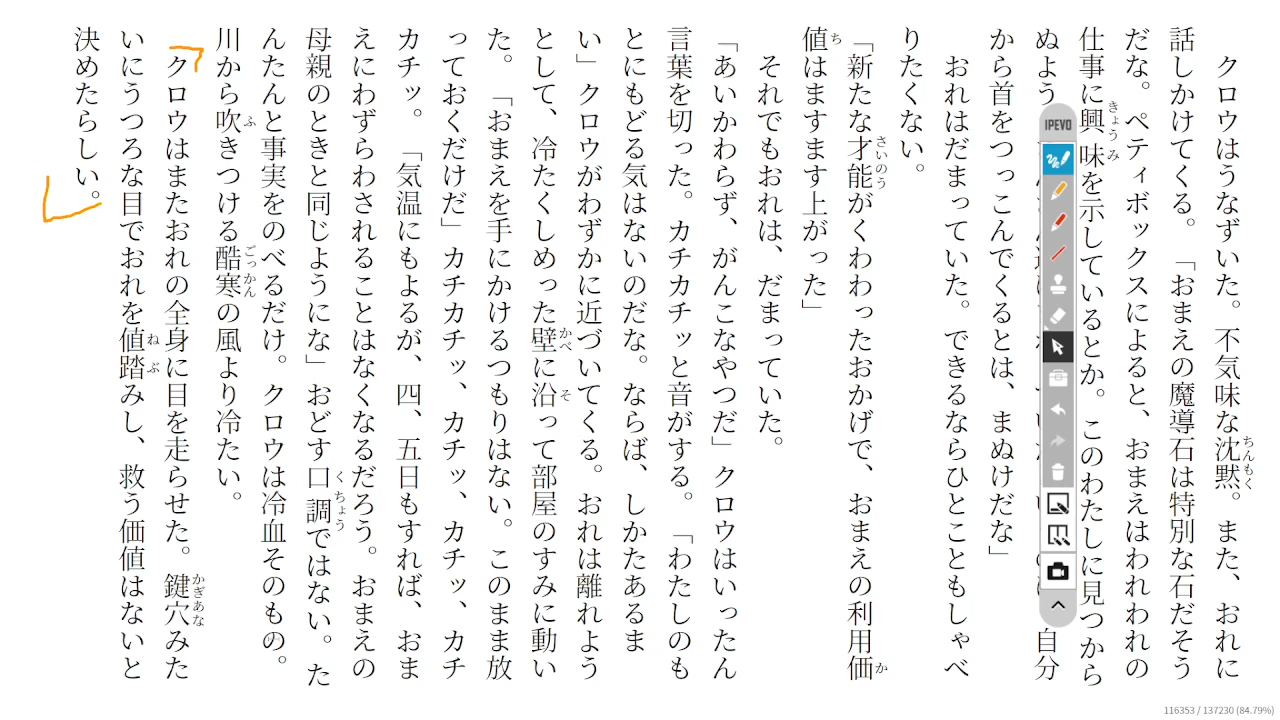 クロウはうなずいた。不気味な沈黙。また、おれに
話しかけてくる。「おまえの魔導石は特別な石だそう
だな。ペティボックスによると、おまえはわれわれの
仕事に興味を示しているとか。このわたしに見つから
ぬよう 自分
から首をつっこんでくるとは、まぬけだな」
おれはだまっていた。できるならひとこともしゃべ
りたくない。
「新たな才能がくわわったおかげで、おまえの利用価
値はますます上がった」
それでもおれは、だまっていた。
「あいかわらず、がんこなやつだ」クロウはいったん
言葉を切った。カチカチッと音がする。「わたしのも
とにもどる気はないのだな。ならば、しかたあるま
い」クロウがわずかに近づいてくる。おれは離れよう
として、冷たくしめった壁に沿って部屋のすみに動い
た。「おまえを手にかけるつもりはない。このまま放
っておくだけだ」カチカチッ、カチッ、カチッ、カチ
カチッ。「気温にもよるが、四、五日もすれば、おま
えにわずらわされることはなくなるだろう。おまえの
母親のときと同じようにな」おどす口調ではない。た
んたんと事実をのべるだけ。クロウは冷血そのもの。
川から吹きつける酷寒の風より冷たい。
クロウはまたおれの全身に目を走らせた。鍵穴みた
いにうつろな目でおれを値踏みし、救う価値はないと
決めたらしい。
IPEVO
116353 / 137230 (84.79%)